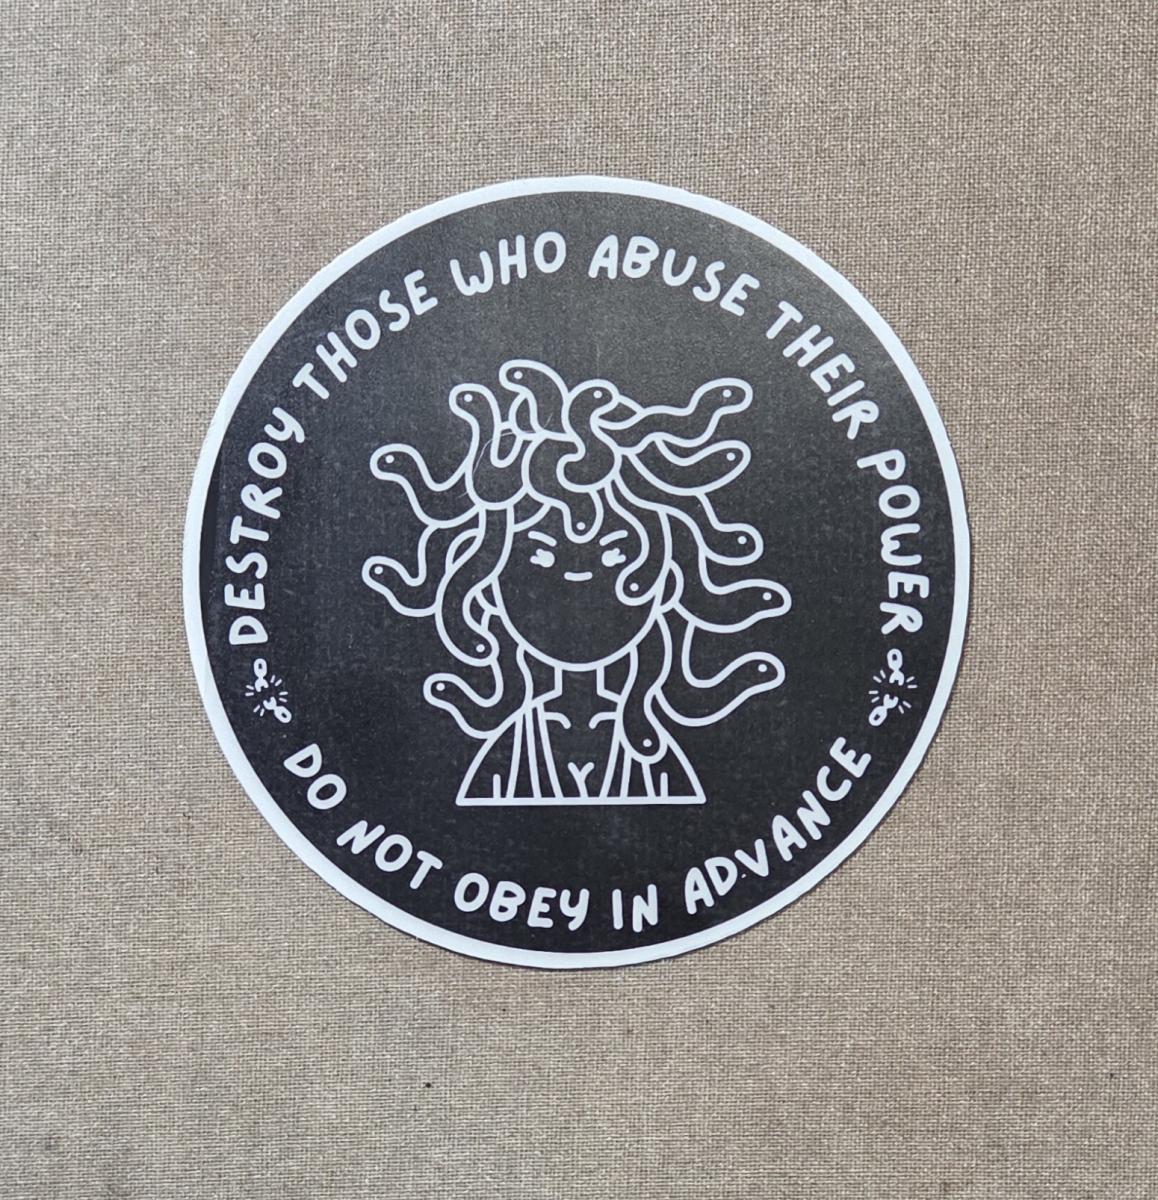 DESTROY THOSE WHO ABUSE THEIR POWER
DO NOT OBEY IN ADVANCE